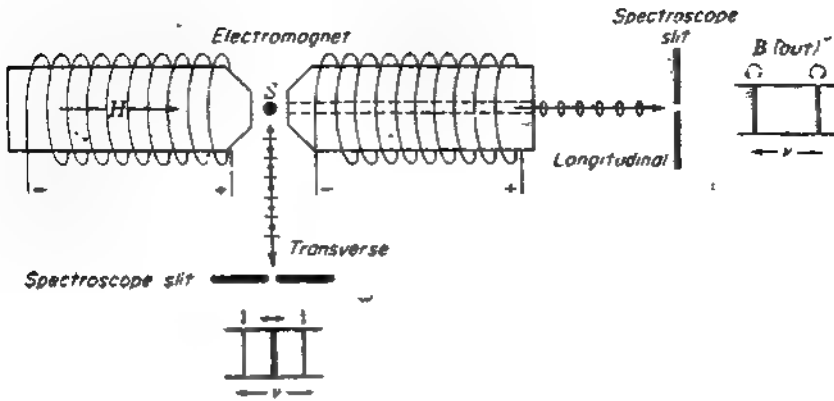 Spectroscope
slit
Electromagnet
B (out)
S
H
Longitudinal
ν
- + - +
Transverse
Spectroscope slit
ν